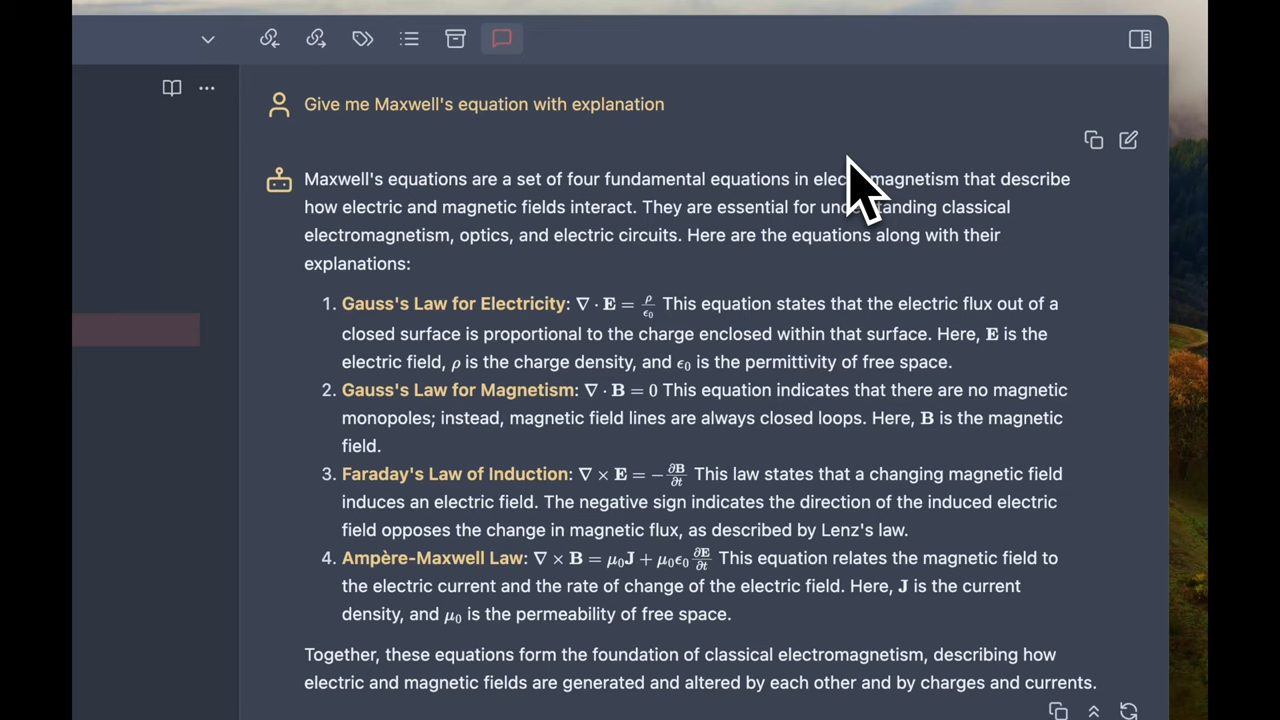 Give me Maxwell's equation with explanation
Maxwell's equations are a set of four fundamental equations in elec magnetism that describe
how electric and magnetic fields interact. They are essential for und tanding classical
electromagnetism, optics, and electric circuits. Here are the equations along with their
explanations:
1. Gauss's Law for Electricity: ∇ · E = ρ/ϵ₀ This equation states that the electric flux out of a
closed surface is proportional to the charge enclosed within that surface. Here, E is the
electric field, ρ is the charge density, and ϵ₀ is the permittivity of free space.
2. Gauss's Law for Magnetism: ∇ · B = 0 This equation indicates that there are no magnetic
monopoles; instead, magnetic field lines are always closed loops. Here, B is the magnetic
field.
3. Faraday's Law of Induction: ∇ × E = −∂B/∂t This law states that a changing magnetic field
induces an electric field. The negative sign indicates the direction of the induced electric
field opposes the change in magnetic flux, as described by Lenz's law.
4. Ampère-Maxwell Law: ∇ × B = μ₀J + μ₀ϵ₀∂E/∂t This equation relates the magnetic field to
the electric current and the rate of change of the electric field. Here, J is the current
density, and μ₀ is the permeability of free space.
Together, these equations form the foundation of classical electromagnetism, describing how
electric and magnetic fields are generated and altered by each other and by charges and currents.